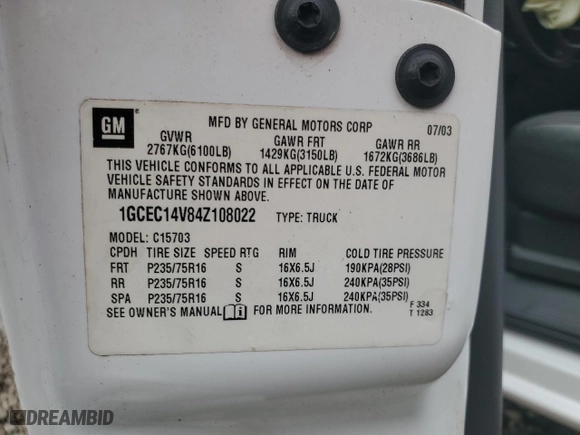 GM
®
MFD BY GENERAL MOTORS CORP 07/03
GVWR GAWR FRT GAWR RR
2767KG(6100LB) 1429KG(3150LB) 1672KG(3686LB)
THIS VEHICLE CONFORMS TO ALL APPLICABLE U.S. FEDERAL MOTOR
VEHICLE SAFETY STANDARDS IN EFFECT ON THE DATE OF
MANUFACTURE SHOWN ABOVE.
1GCEC14V84Z108022 TYPE: TRUCK
MODEL: C15703
CPDH TIRE SIZE SPEED RTG RIM COLD TIRE PRESSURE
FRT P235/75R16 S 16X6.5J 190KPA(28PSI)
RR P235/75R16 S 16X6.5J 240KPA(35PSI)
SPA P235/75R16 S 16X6.5J 240KPA(35PSI)
SEE OWNER'S MANUAL i FOR MORE INFORMATION.
F 334
T 1283
DREAMBID